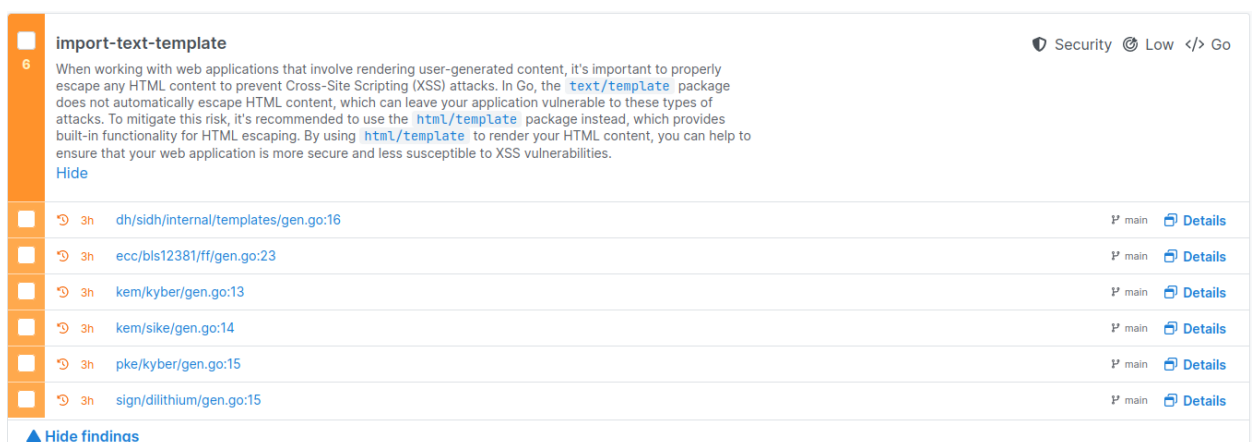 import-text-template
Security Low </> Go
6
When working with web applications that involve rendering user-generated content, it's important to properly
escape any HTML content to prevent Cross-Site Scripting (XSS) attacks. In Go, the text/template package
does not automatically escape HTML content, which can leave your application vulnerable to these types of
attacks. To mitigate this risk, it's recommended to use the html/template package instead, which provides
built-in functionality for HTML escaping. By using html/template to render your HTML content, you can help to
ensure that your web application is more secure and less susceptible to XSS vulnerabilities.
Hide
3h dh/sidh/internal/templates/gen.go:16 main Details
3h ecc/bls12381/ff/gen.go:23 main Details
3h kem/kyber/gen.go:13 main Details
3h kem/sike/gen.go:14 main Details
3h pke/kyber/gen.go:15 main Details
3h sign/dilithium/gen.go:15 main Details
Hide findings